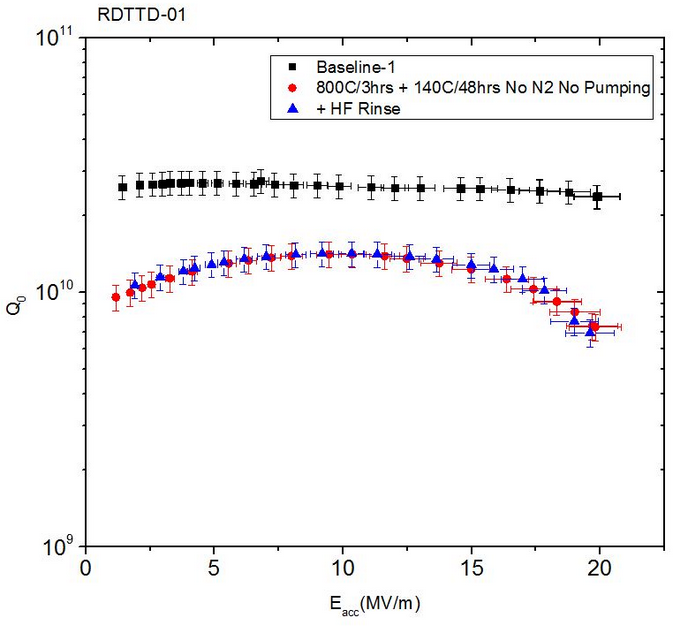 RDTTD-01
10¹¹
Baseline-1
800C/3hrs + 140C/48hrs No N2 No Pumping
+ HF Rinse
10¹⁰
Q₀
10⁹
0 5 10 15 20
Eacc(MV/m)